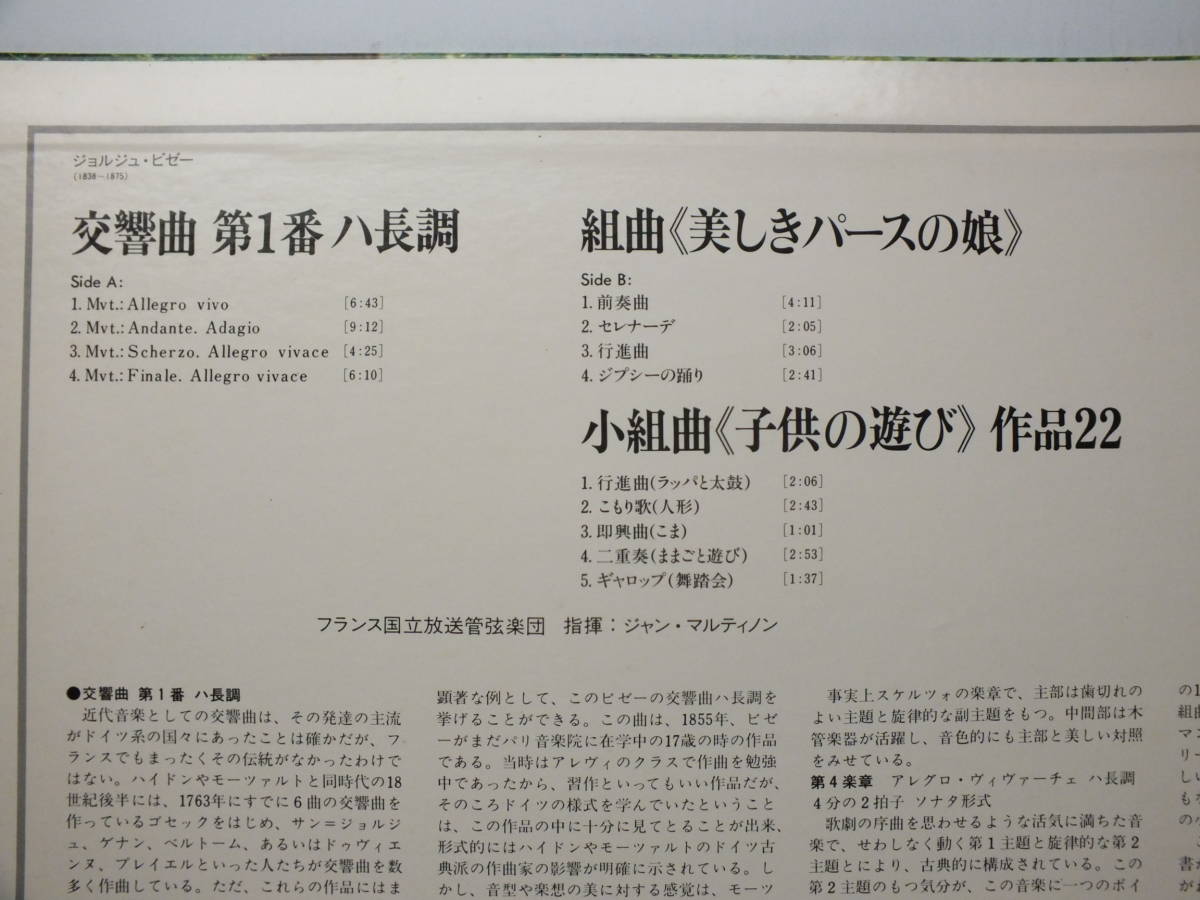 ジョルジュ・ビゼー
(1838―1875)
交響曲 第1番 ハ長調
Side A:
1. Mvt.: Allegro vivo [6:43]
2. Mvt.: Andante. Adagio [9:12]
3. Mvt.: Scherzo. Allegro vivace [4:25]
4. Mvt.: Finale. Allegro vivace [6:10]
組曲《美しきパースの娘》
Side B:
1. 前奏曲 [4:11]
2. セレナーデ [2:05]
3. 行進曲 [3:06]
4. ジプシーの踊り [2:41]
小組曲《子供の遊び》 作品22
1. 行進曲(ラッパと太鼓) [2:06]
2. こもり歌(人形) [2:43]
3. 即興曲(こま) [1:01]
4. 二重奏(ままごと遊び) [2:53]
5. ギャロップ(舞踏会) [1:37]
フランス国立放送管弦楽団 指揮：ジャン・マルティノン
●交響曲 第1番 ハ長調
近代音楽としての交響曲は、その発達の主流
がドイツ系の国々にあったことは確かだが、フ
ランスでもまったくその伝統がなかったわけで
はない。ハイドンやモーツァルトと同時代の18
世紀後半には、1763年にすでに6曲の交響曲を
作っているゴセックをはじめ、サン＝ジョルジ
ュ、ゲナン、ベルトーム、あるいはドゥヴィエ
ンヌ、プレイエルといった人たちが交響曲を数
多く作曲している。ただ、これらの作品にはま
顕著な例として、このビゼーの交響曲ハ長調を
挙げることができる。この曲は、1855年、ビゼ
ーがまだパリ音楽院に在学中の17歳の時の作品
である。当時はアレヴィのクラスで作曲を勉強
中であったから、習作といってもいい作品だが、
そのころドイツの様式を学んでいたということ
は、この作品の中に十分に見てとることが出来、
形式的にはハイドンやモーツァルトのドイツ古
典派の作曲家の影響が明確に示されている。し
かし、音型や楽想の美に対する感覚は、モーツ
事実上スケルツォの楽章で、主部は歯切れの
よい主題と旋律的な副主題をもつ。中間部は木
管楽器が活躍し、音色的にも主部と美しい対照
をみせている。
第4楽章 アレグロ・ヴィヴァーチェ ハ長調
4分の2拍子 ソナタ形式
歌劇の序曲を思わせるような活気に満ちた音
楽で、せわしなく動く第1主題と旋律的な第2
主題とにより、古典的に構成されている。この
第2主題のもつ気分が、この音楽に一つのポイ
の1
組曲
マン
リー
しい
もな
の小
こ
書か
がれ